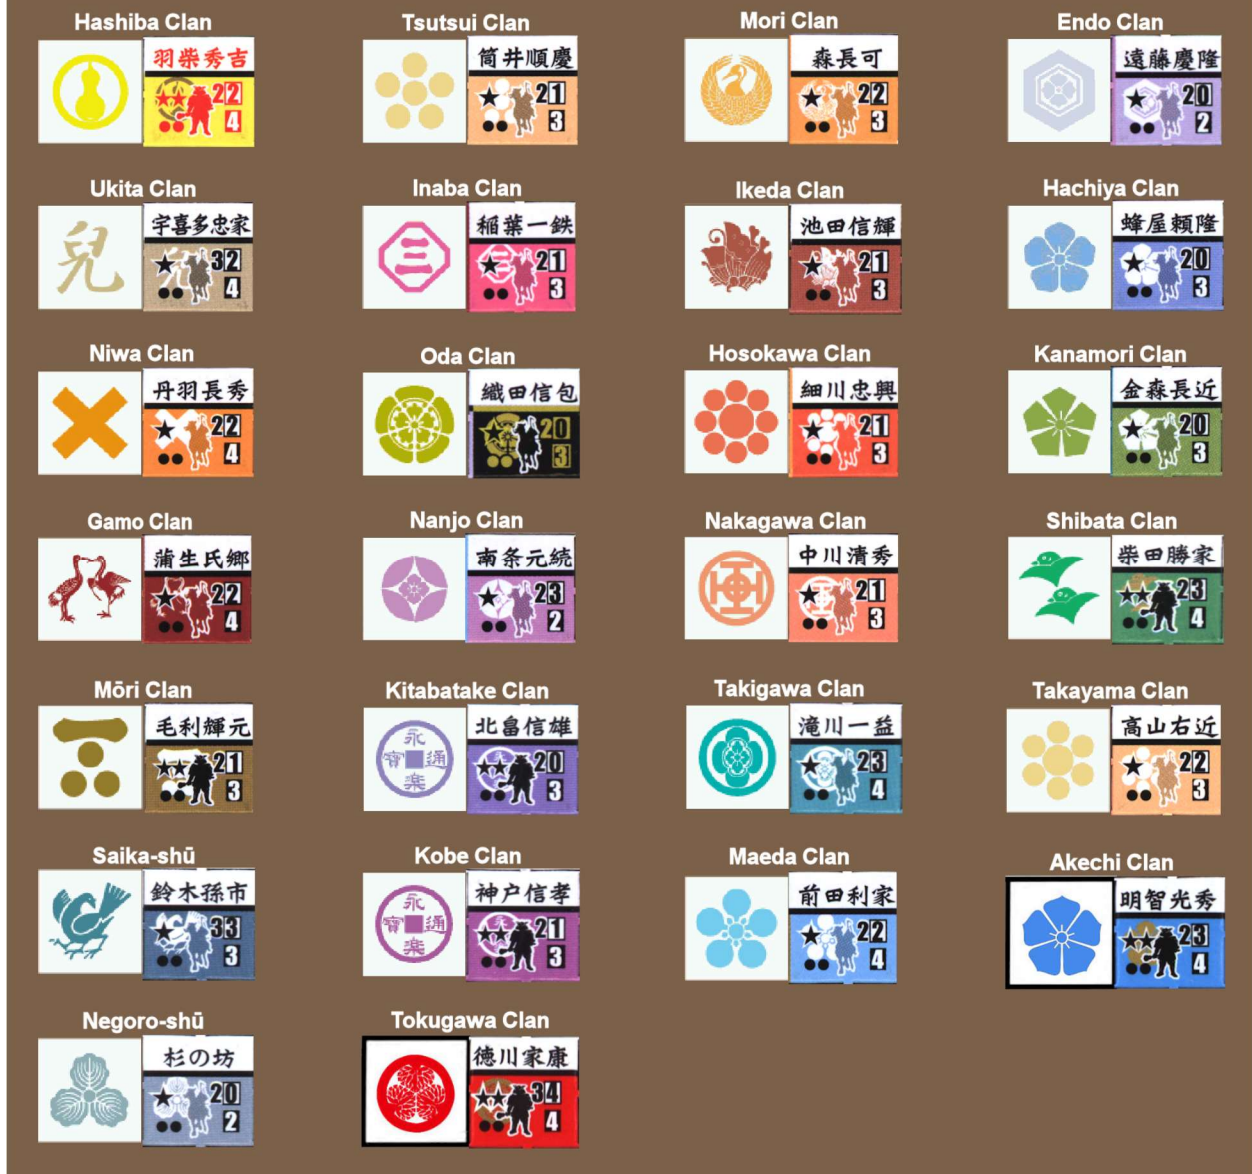 Hashiba Clan
羽柴秀吉
22
4
Tsutsui Clan
筒井順慶
21
3
Mori Clan
森長可
22
3
Endo Clan
遠藤慶隆
20
2
Ukita Clan
兒
宇喜多忠家
32
4
Inaba Clan
三
稲葉一鉄
21
3
Ikeda Clan
池田信輝
21
3
Hachiya Clan
蜂屋頼隆
20
3
Niwa Clan
丹羽長秀
22
4
Oda Clan
織田信包
20
3
Hosokawa Clan
細川忠興
21
3
Kanamori Clan
金森長近
20
3
Gamo Clan
蒲生氏郷
22
4
Nanjo Clan
南条元続
23
2
Nakagawa Clan
中川清秀
21
3
Shibata Clan
柴田勝家
23
4
Mōri Clan
毛利輝元
21
3
Kitabatake Clan
永
寳 通
楽
北畠信雄
20
3
Takigawa Clan
滝川一益
23
4
Takayama Clan
高山右近
22
3
Saika-shū
鈴木孫市
33
3
Kobe Clan
永
寳 通
楽
神戸信孝
21
3
Maeda Clan
前田利家
22
4
Akechi Clan
明智光秀
23
4
Negoro-shū
杉の坊
20
2
Tokugawa Clan
徳川家康
34
4